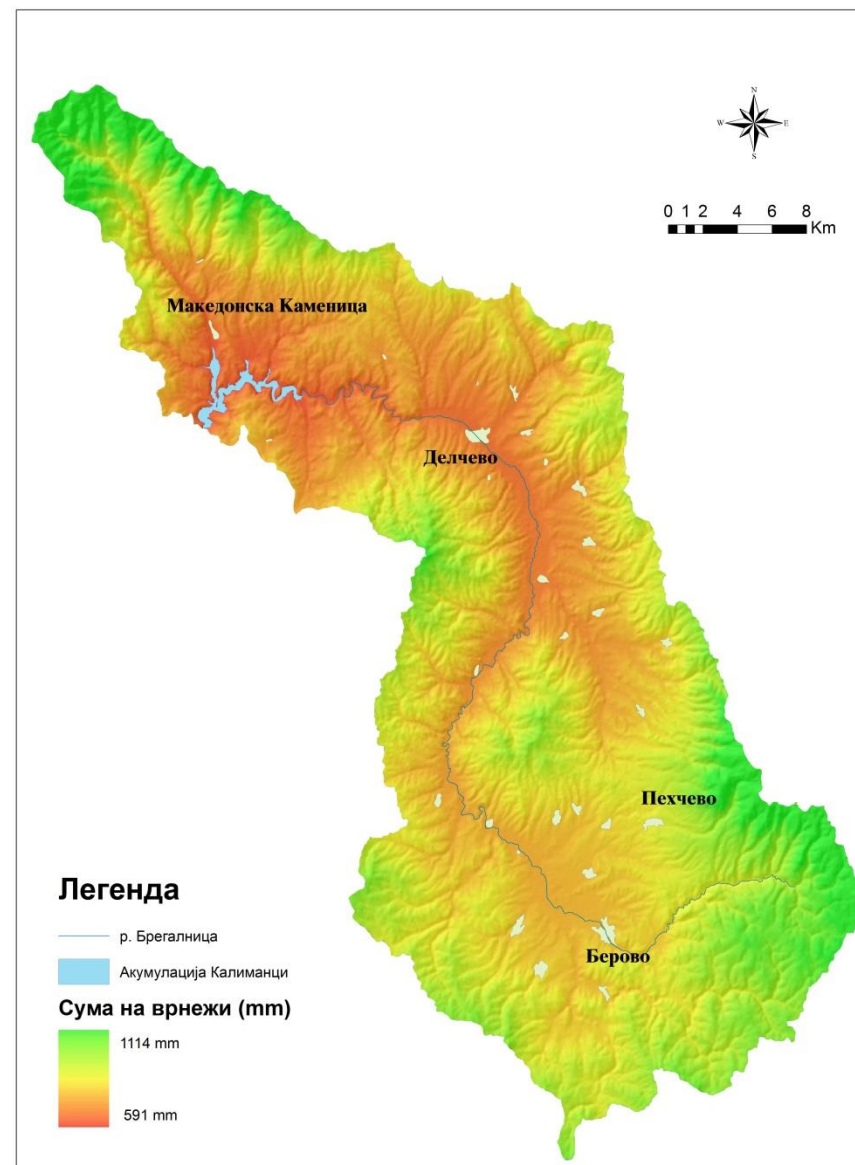 N
W E
S
0 1 2 4 6 8
Km
Македонска Каменица
Делчево
Пехчево
Берово
Легенда
р. Брегалница
Акумулација Калиманци
Сума на врнежи (mm)
1114 mm
591 mm